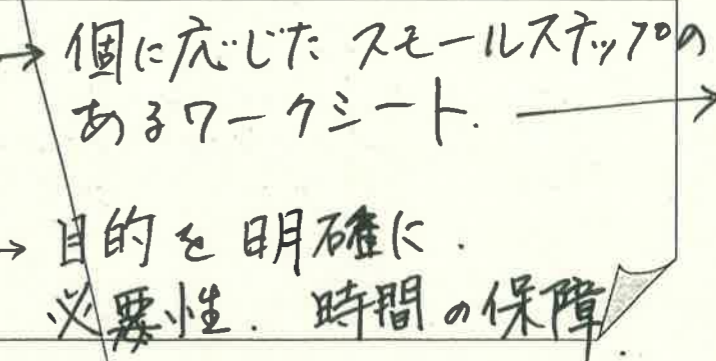 → 個に応じた スモールステップの
あるワークシート. →
→ 目的を明確に.
必要性. 時間の保障